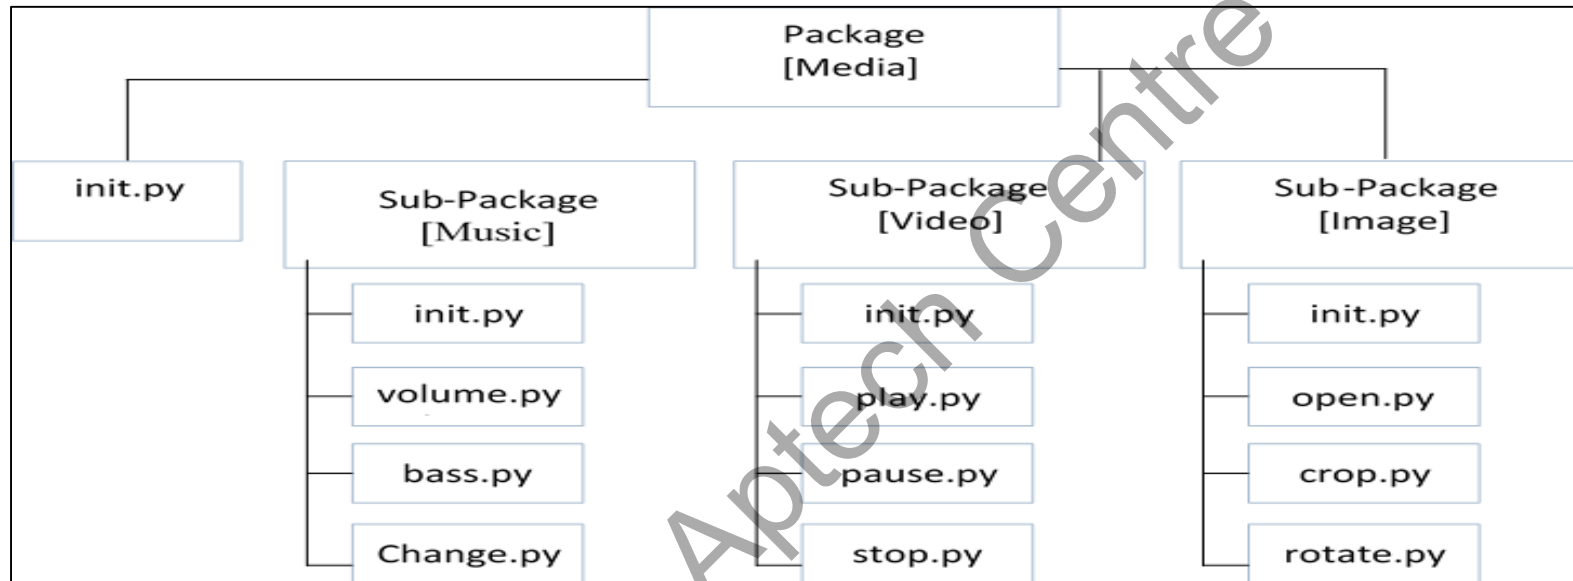 Package
[Media]
init.py
Sub-Package
[Music]
init.py
volume.py
bass.py
Change.py
Sub-Package
[Video]
init.py
play.py
pause.py
stop.py
Sub-Package
[Image]
init.py
open.py
crop.py
rotate.py
Aptech Centre